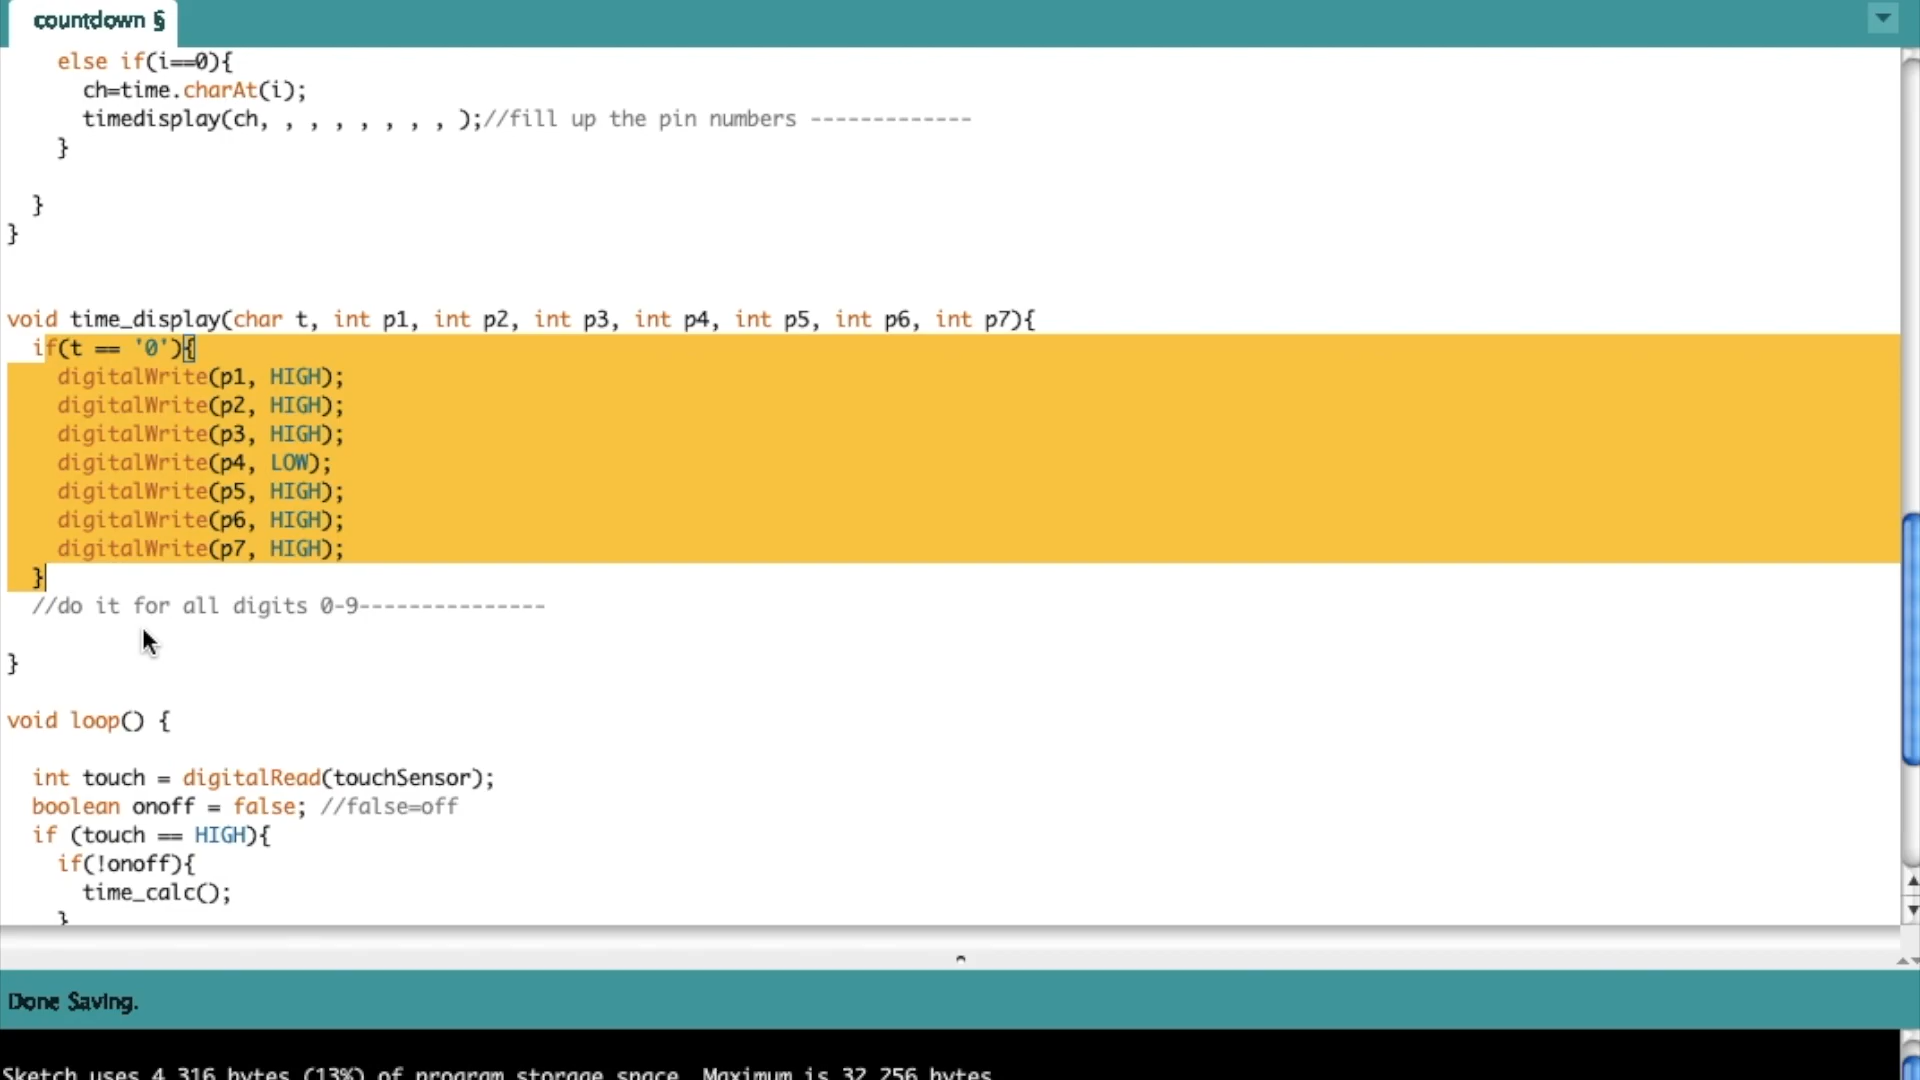 countdown §
else if(i==0){
ch=time.charAt(i);
timedisplay(ch, , , , , , , , );//fill up the pin numbers -------------
}
}
}
void time_display(char t, int p1, int p2, int p3, int p4, int p5, int p6, int p7){
if(t == '0'){
digitalWrite(p1, HIGH);
digitalWrite(p2, HIGH);
digitalWrite(p3, HIGH);
digitalWrite(p4, LOW);
digitalWrite(p5, HIGH);
digitalWrite(p6, HIGH);
digitalWrite(p7, HIGH);
}
//do it for all digits 0-9---------------
}
void loop() {
int touch = digitalRead(touchSensor);
boolean onoff = false; //false=off
if (touch == HIGH){
if(!onoff){
time_calc();
}
Done Saving.
Sketch uses 4,316 bytes (13%) of program storage space. Maximum is 32,256 bytes.